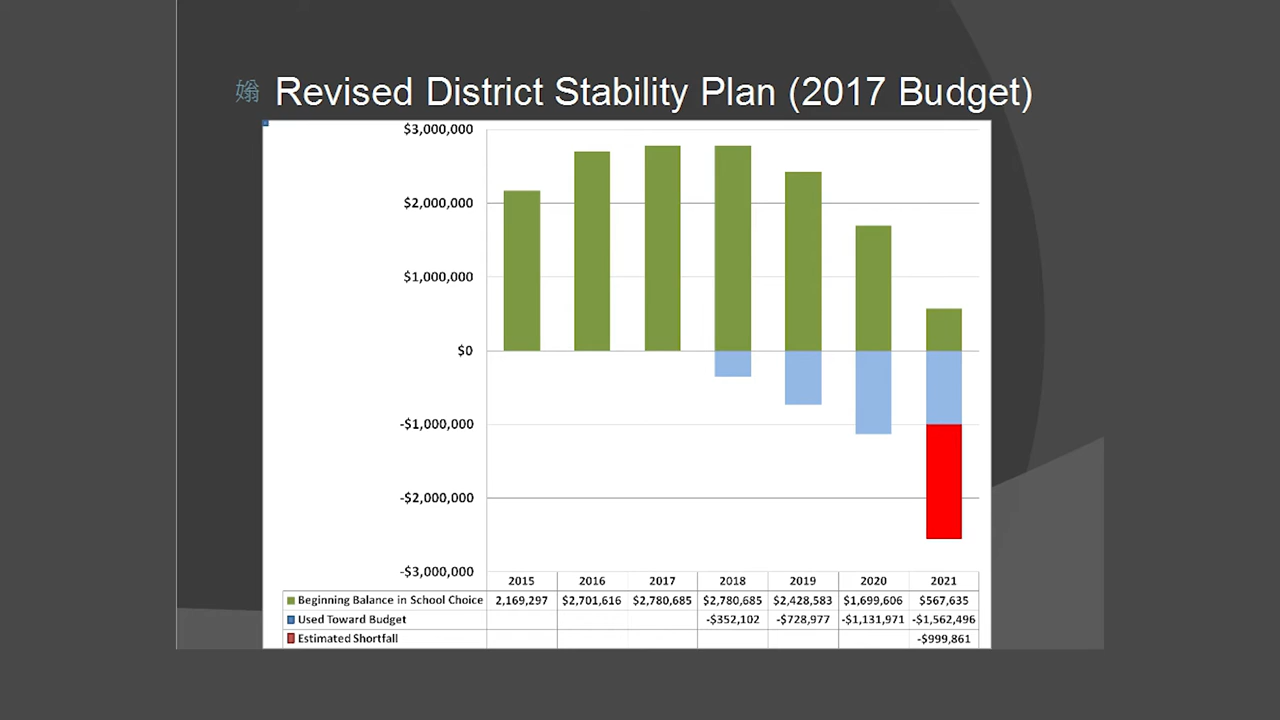 嫋 Revised District Stability Plan (2017 Budget)
$3,000,000
$2,000,000
$1,000,000
$0
-$1,000,000
-$2,000,000
-$3,000,000
2015 2016 2017 2018 2019 2020 2021
Beginning Balance in School Choice 2,169,297 $2,701,616 $2,780,685 $2,780,685 $2,428,583 $1,699,606 $567,635
Used Toward Budget -$352,102 -$728,977 -$1,131,971 -$1,562,496
Estimated Shortfall -$999,861